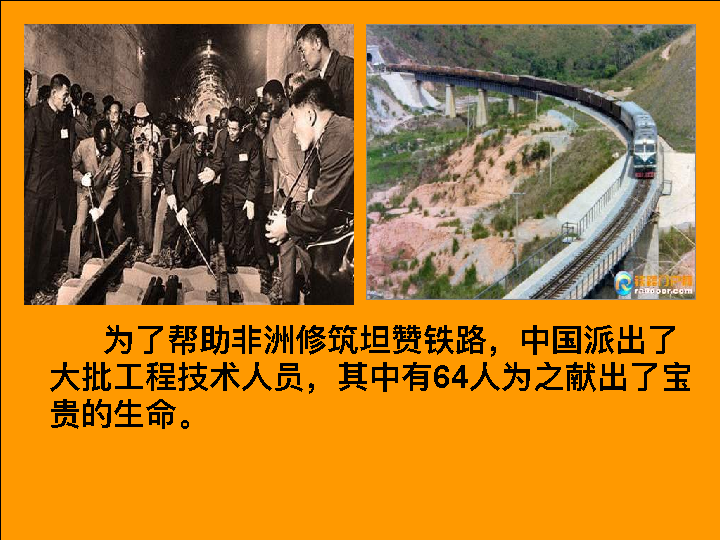 为了帮助非洲修筑坦赞铁路，中国派出了
大批工程技术人员，其中有64人为之献出了宝
贵的生命。